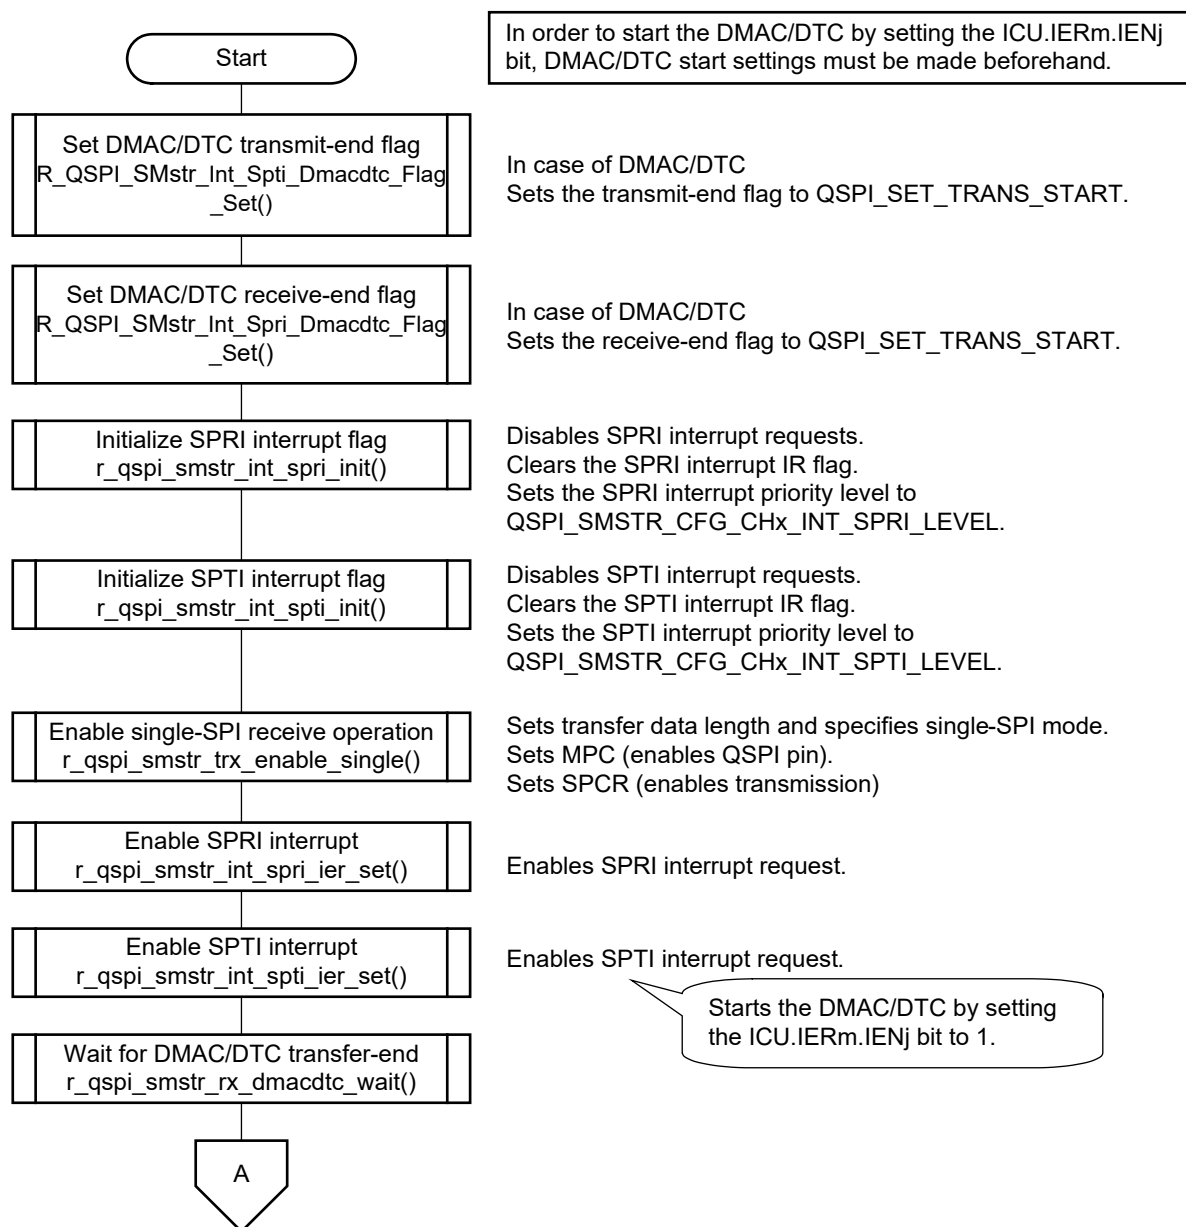 Start
In order to start the DMAC/DTC by setting the ICU.IERm.IENj
bit, DMAC/DTC start settings must be made beforehand.
Set DMAC/DTC transmit-end flag
R_QSPI_SMstr_Int_Spti_Dmacdtc_Flag
_Set()
In case of DMAC/DTC
Sets the transmit-end flag to QSPI_SET_TRANS_START.
Set DMAC/DTC receive-end flag
R_QSPI_SMstr_Int_Spri_Dmacdtc_Flag
_Set()
In case of DMAC/DTC
Sets the receive-end flag to QSPI_SET_TRANS_START.
Initialize SPRI interrupt flag
r_qspi_smstr_int_spri_init()
Disables SPRI interrupt requests.
Clears the SPRI interrupt IR flag.
Sets the SPRI interrupt priority level to
QSPI_SMSTR_CFG_CHx_INT_SPRI_LEVEL.
Initialize SPTI interrupt flag
r_qspi_smstr_int_spti_init()
Disables SPTI interrupt requests.
Clears the SPTI interrupt IR flag.
Sets the SPTI interrupt priority level to
QSPI_SMSTR_CFG_CHx_INT_SPTI_LEVEL.
Enable single-SPI receive operation
r_qspi_smstr_trx_enable_single()
Sets transfer data length and specifies single-SPI mode.
Sets MPC (enables QSPI pin).
Sets SPCR (enables transmission)
Enable SPRI interrupt
r_qspi_smstr_int_spri_ier_set()
Enables SPRI interrupt request.
Enable SPTI interrupt
r_qspi_smstr_int_spti_ier_set()
Enables SPTI interrupt request.
Starts the DMAC/DTC by setting
the ICU.IERm.IENj bit to 1.
Wait for DMAC/DTC transfer-end
r_qspi_smstr_rx_dmacdtc_wait()
A